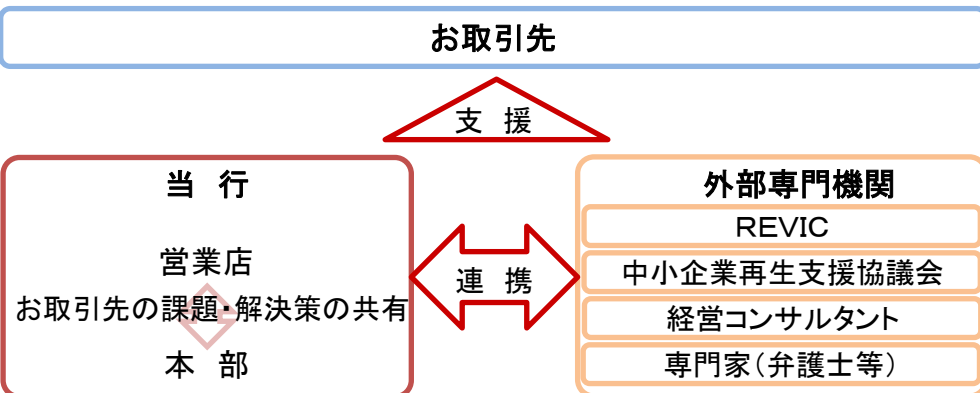 お取引先
支 援
当 行
営業店
お取引先の課題・解決策の共有
本 部
連 携
外部専門機関
REVIC
中小企業再生支援協議会
経営コンサルタント
専門家(弁護士等)